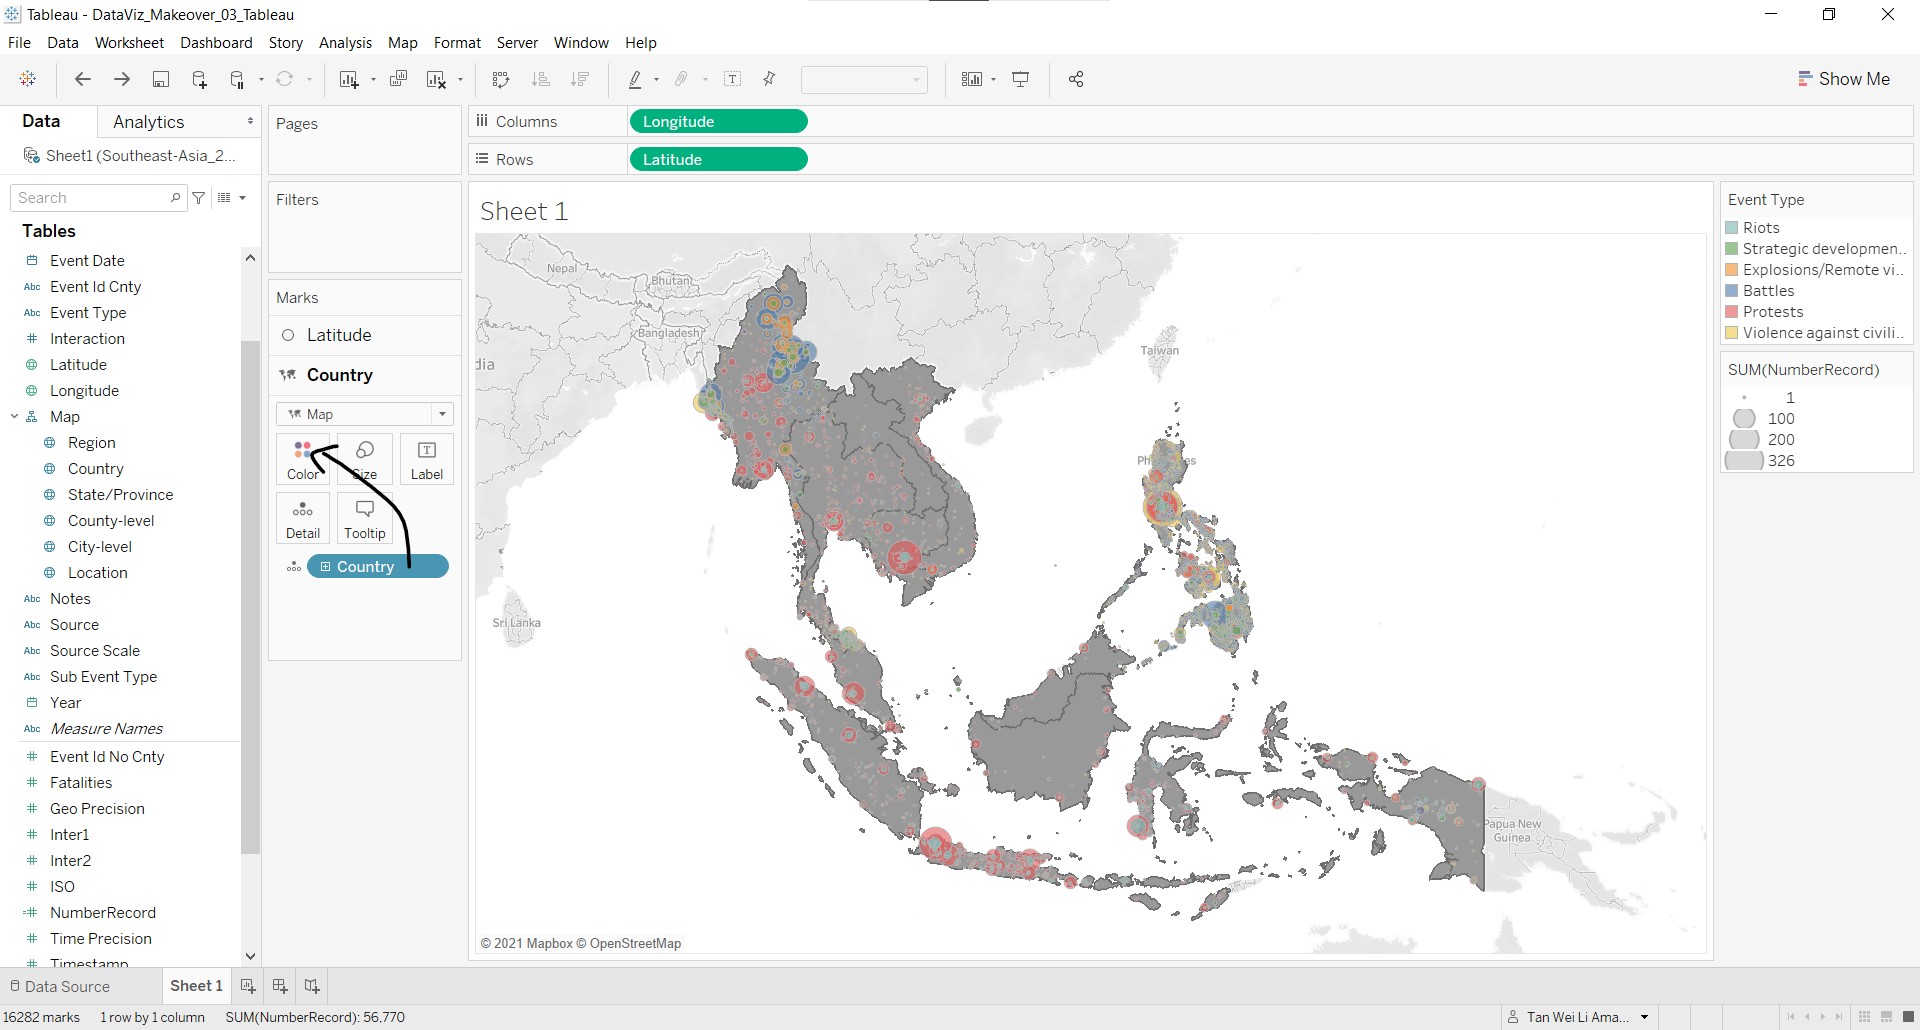 Tableau - DataViz_Makeover_03_Tableau
File Data Worksheet Dashboard Story Analysis Map Format Server Window Help
Show Me
Data Analytics
Sheet1 (Southeast-Asia_2...
Search
Tables
Event Date
Abc Event Id Cnty
Abc Event Type
Interaction
Latitude
Longitude
Map
Region
Country
State/Province
County-level
City-level
Location
Abc Notes
Abc Source
Abc Source Scale
Abc Sub Event Type
Year
Abc Measure Names
Event Id No Cnty
Fatalities
Geo Precision
Inter1
Inter2
ISO
NumberRecord
Time Precision
Timestamp
Pages
Filters
Marks
Latitude
Country
Map
Color Size Label
Detail Tooltip
Country
Columns Longitude
Rows Latitude
Sheet 1
Nepal
Bhutan
Bangladesh
dia
Taiwan
Sri Lanka
Papua New
Guinea
© 2021 Mapbox © OpenStreetMap
Event Type
Riots
Strategic developmen..
Explosions/Remote vi..
Battles
Protests
Violence against civili..
SUM(NumberRecord)
1
100
200
326
Data Source Sheet 1
16282 marks 1 row by 1 column SUM(NumberRecord): 56,770
Tan Wei Li Ama...